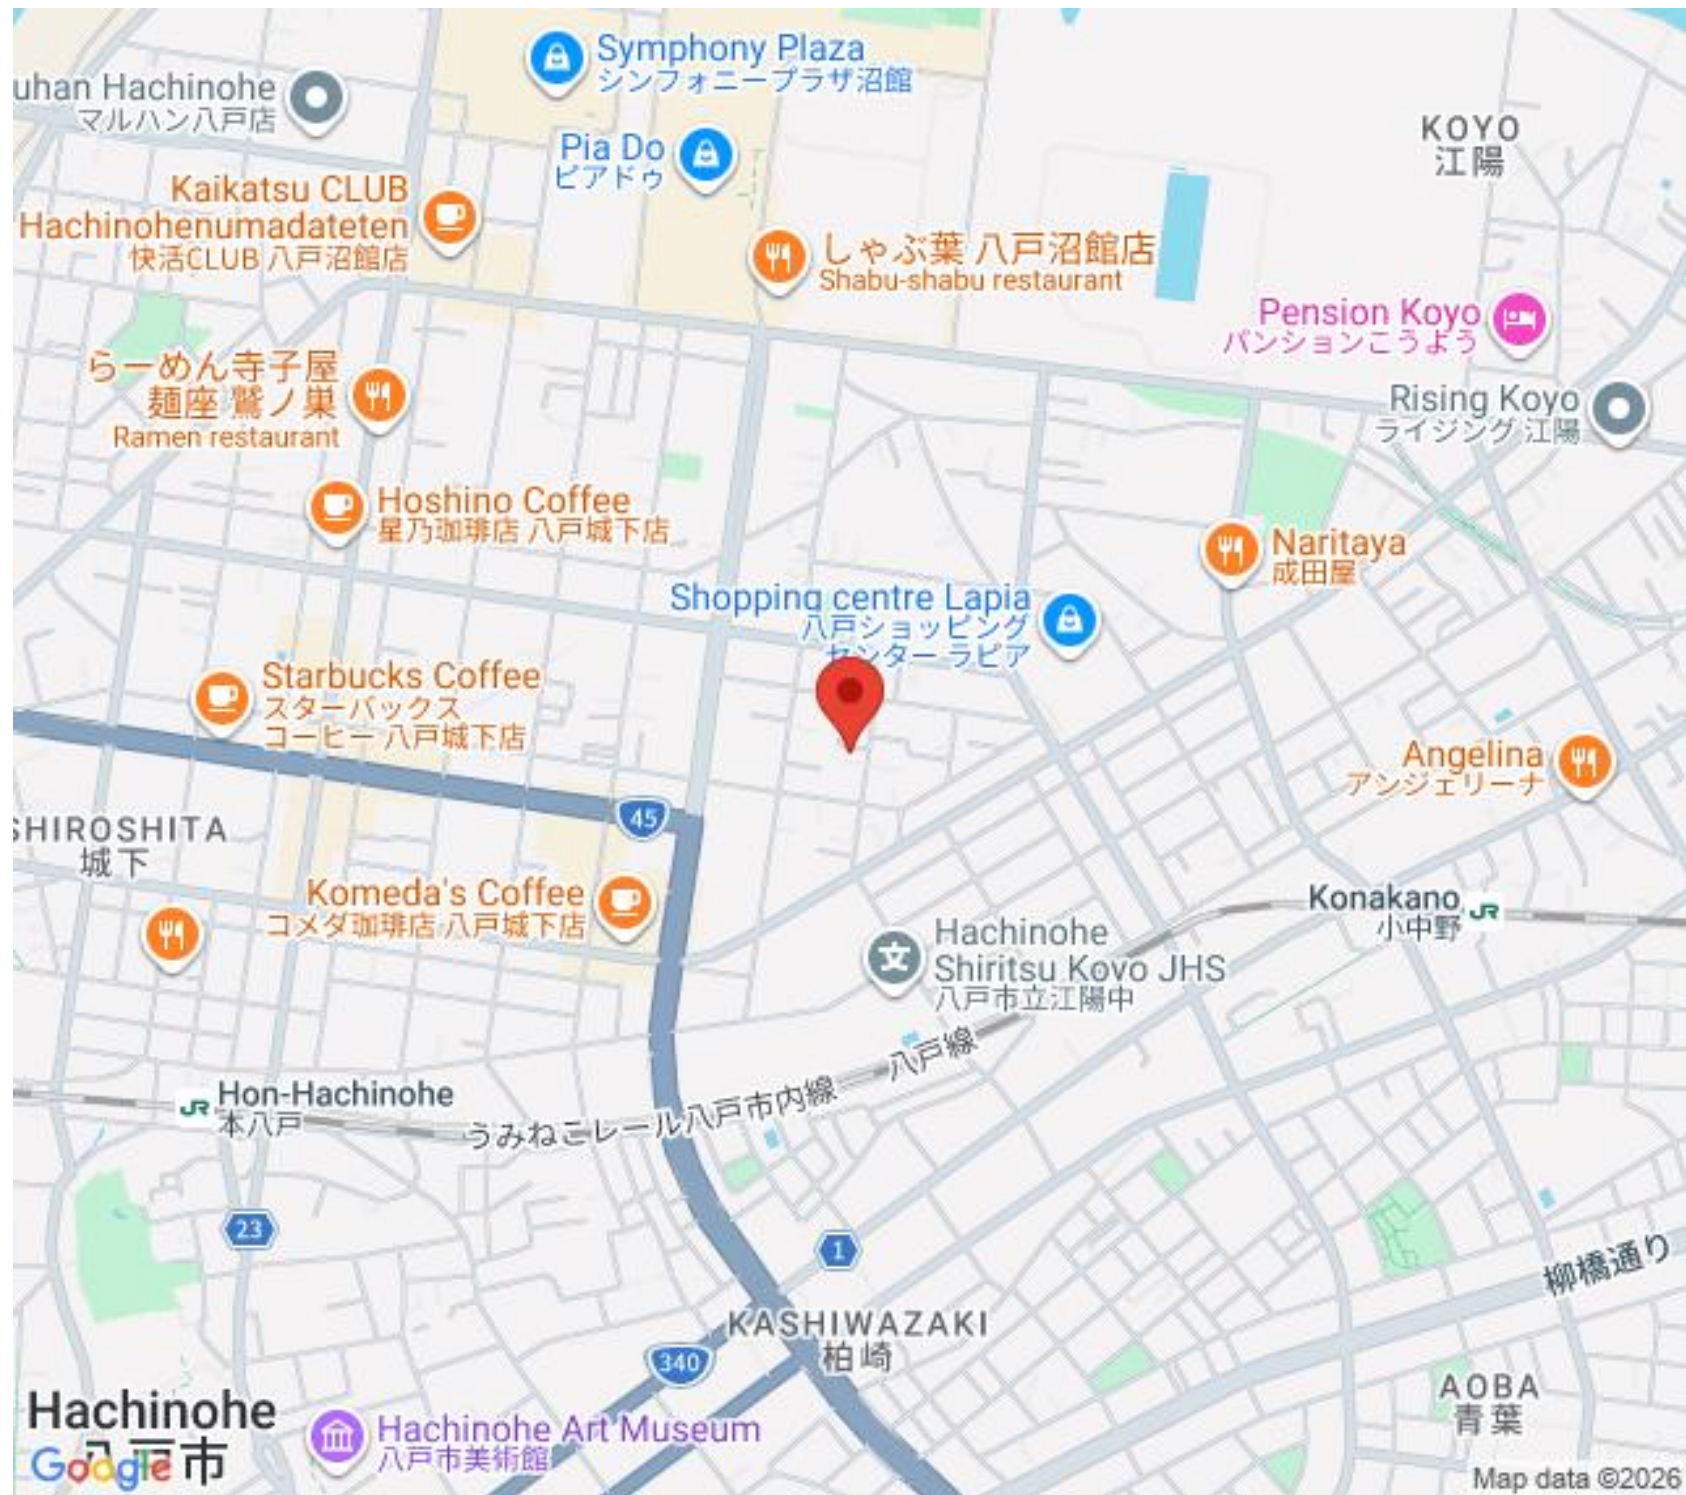 Symphony Plaza
シンフォニープラザ沼館
uhan Hachinohe
マルハン八戸店
KOYO
江陽
Pia Do
ピアドゥ
Kaikatsu CLUB
Hachinohenumadateten
快活CLUB 八戸沼館店
しゃぶ葉 八戸沼館店
Shabu-shabu restaurant
Pension Koyo
パンションこうよう
らーめん寺子屋
麺座 鷲ノ巣
Ramen restaurant
Rising Koyo
ライジング 江陽
Hoshino Coffee
星乃珈琲店 八戸城下店
Naritaya
成田屋
Shopping centre Lapia
八戸ショッピング
センター ラピア
Starbucks Coffee
スターバックス
コーヒー 八戸城下店
Angelina
アンジェリーナ
45
SHIROSHITA
城下
Komeda's Coffee
コメダ珈琲店 八戸城下店
Konakano
小中野
JR
Hachinohe
Shiritsu Koyo JHS
八戸市立江陽中
文
八戸線
うみねこレール八戸市内線
JR
Hon-Hachinohe
本八戸
23
1
柳橋通り
KASHIWAZAKI
柏崎
340
AOBA
青葉
Hachinohe
八戸市
Google
Hachinohe Art Museum
八戸市美術館
Map data ©2026